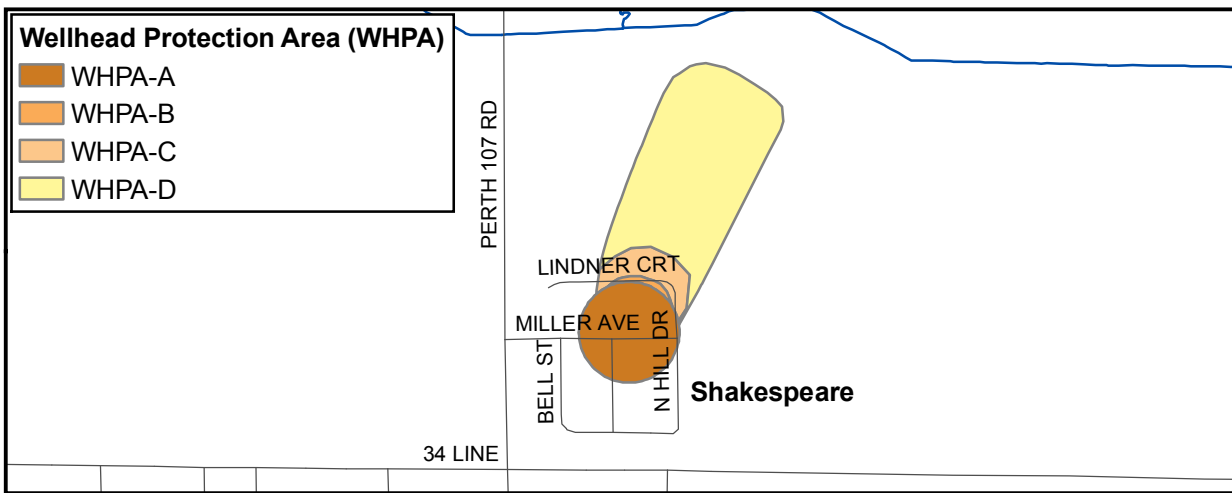 Wellhead Protection Area (WHPA)
WHPA-A
WHPA-B
WHPA-C
WHPA-D
PERTH 107 RD
LINDNER CRT
MILLER AVE
BELL ST
N HILL DR
Shakespeare
34 LINE